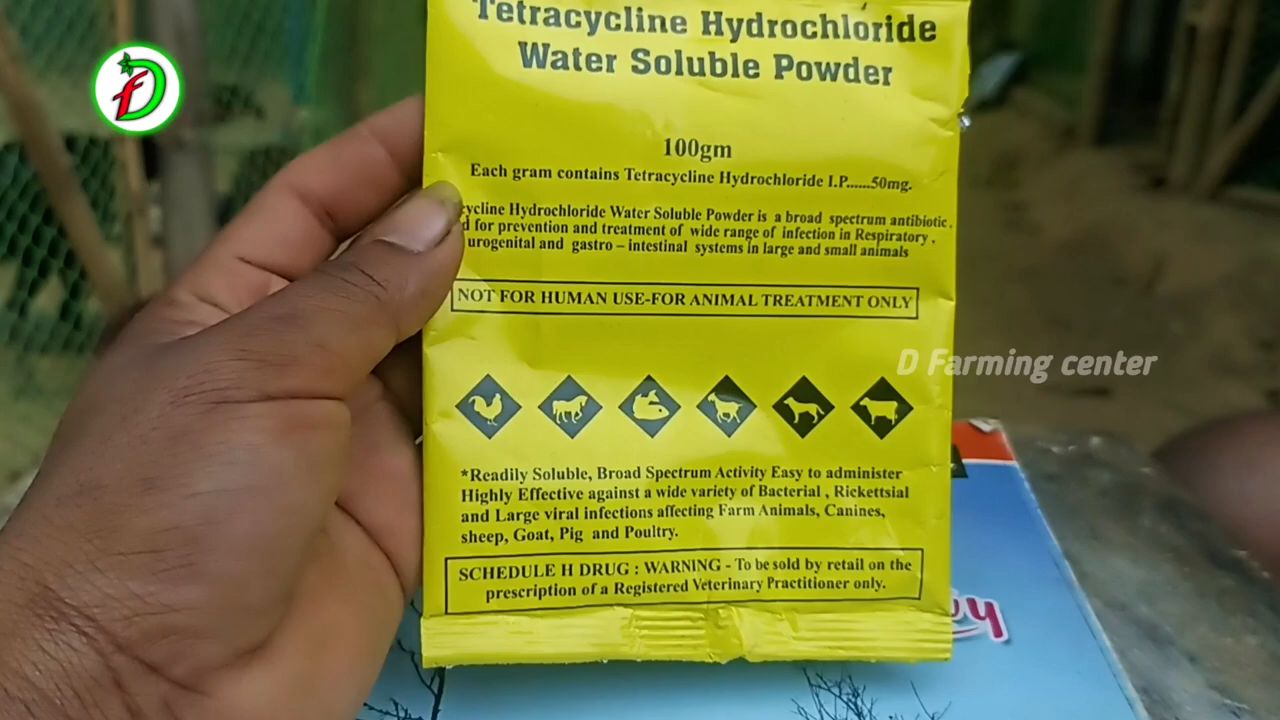 Tetracycline Hydrochloride
Water Soluble Powder
100gm
Each gram contains Tetracycline Hydrochloride I.P......50mg.
cycline Hydrochloride Water Soluble Powder is a broad spectrum antibiotic.
d for prevention and treatment of wide range of infection in Respiratory .
urogenital and gastro – intestinal systems in large and small animals
NOT FOR HUMAN USE-FOR ANIMAL TREATMENT ONLY
D Farming center
*Readily Soluble, Broad Spectrum Activity Easy to administer
Highly Effective against a wide variety of Bacterial , Rickettsial
and Large viral infections affecting Farm Animals, Canines,
sheep, Goat, Pig and Poultry.
SCHEDULE H DRUG : WARNING - To be sold by retail on the
prescription of a Registered Veterinary Practitioner only.